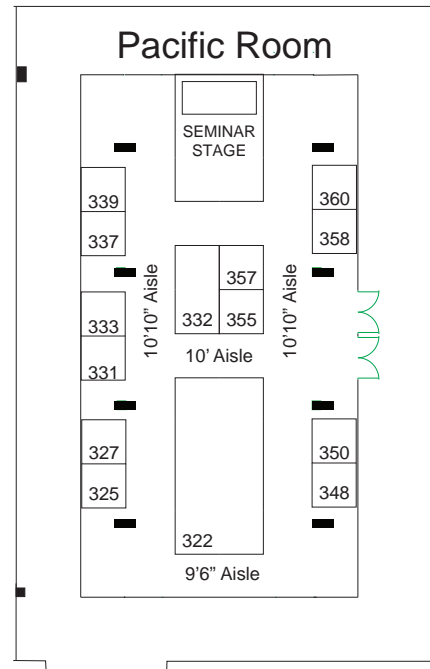 Pacific Room
SEMINAR
STAGE
339
360
337
358
10'10" Aisle
357
10'10" Aisle
333
332
355
10' Aisle
331
327
350
325
348
322
9'6" Aisle